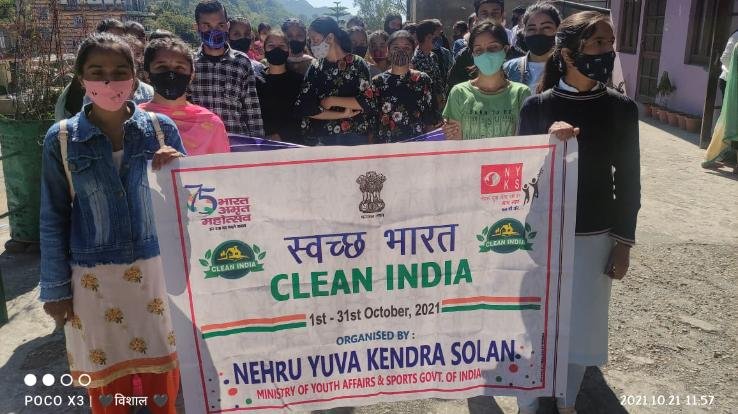 75 भारत
अमृत
महोत्सव
NYKS
CLEAN INDIA
CLEAN INDIA
स्वच्छ भारत
CLEAN INDIA
1st - 31st October, 2021
ORGANISED BY :
NEHRU YUVA KENDRA SOLAN
MINISTRY OF YOUTH AFFAIRS & SPORTS GOVT. OF INDIA
POCO X3 | विशाल
2021.10.21 11:57